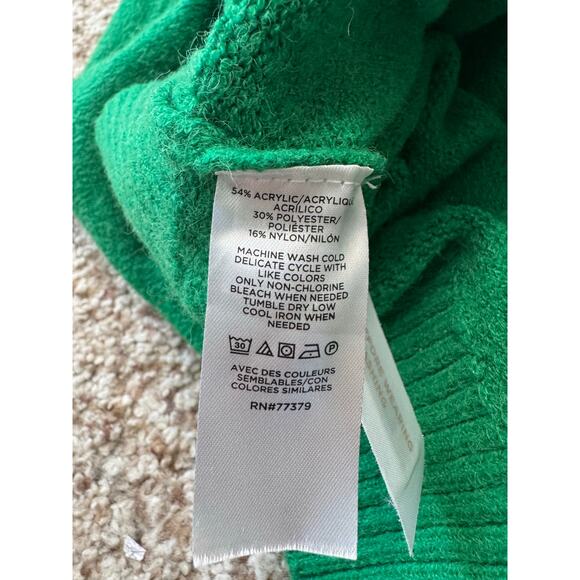 54% ACRYLIC/ACRYLIQUE
ACRÍLICO
30% POLYESTER/
POLIÉSTER
16% NYLON/NILÓN
MACHINE WASH COLD
DELICATE CYCLE WITH
LIKE COLORS
ONLY NON-CHLORINE
BLEACH WHEN NEEDED
TUMBLE DRY LOW
COOL IRON WHEN
NEEDED
30 P
AVEC DES COULEURS
SEMBLABLES/CON
COLORES SIMILARES
RN#77379
WEARING